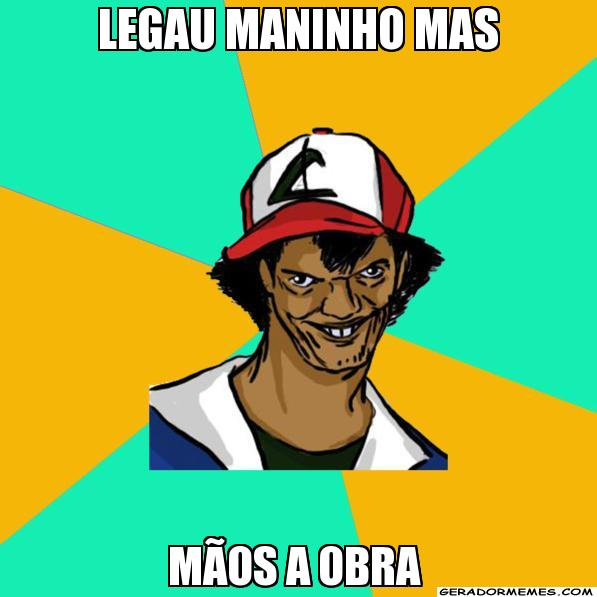 LEGAU MANINHO MAS
MÃOS A OBRA
GERADORMEMES.COM